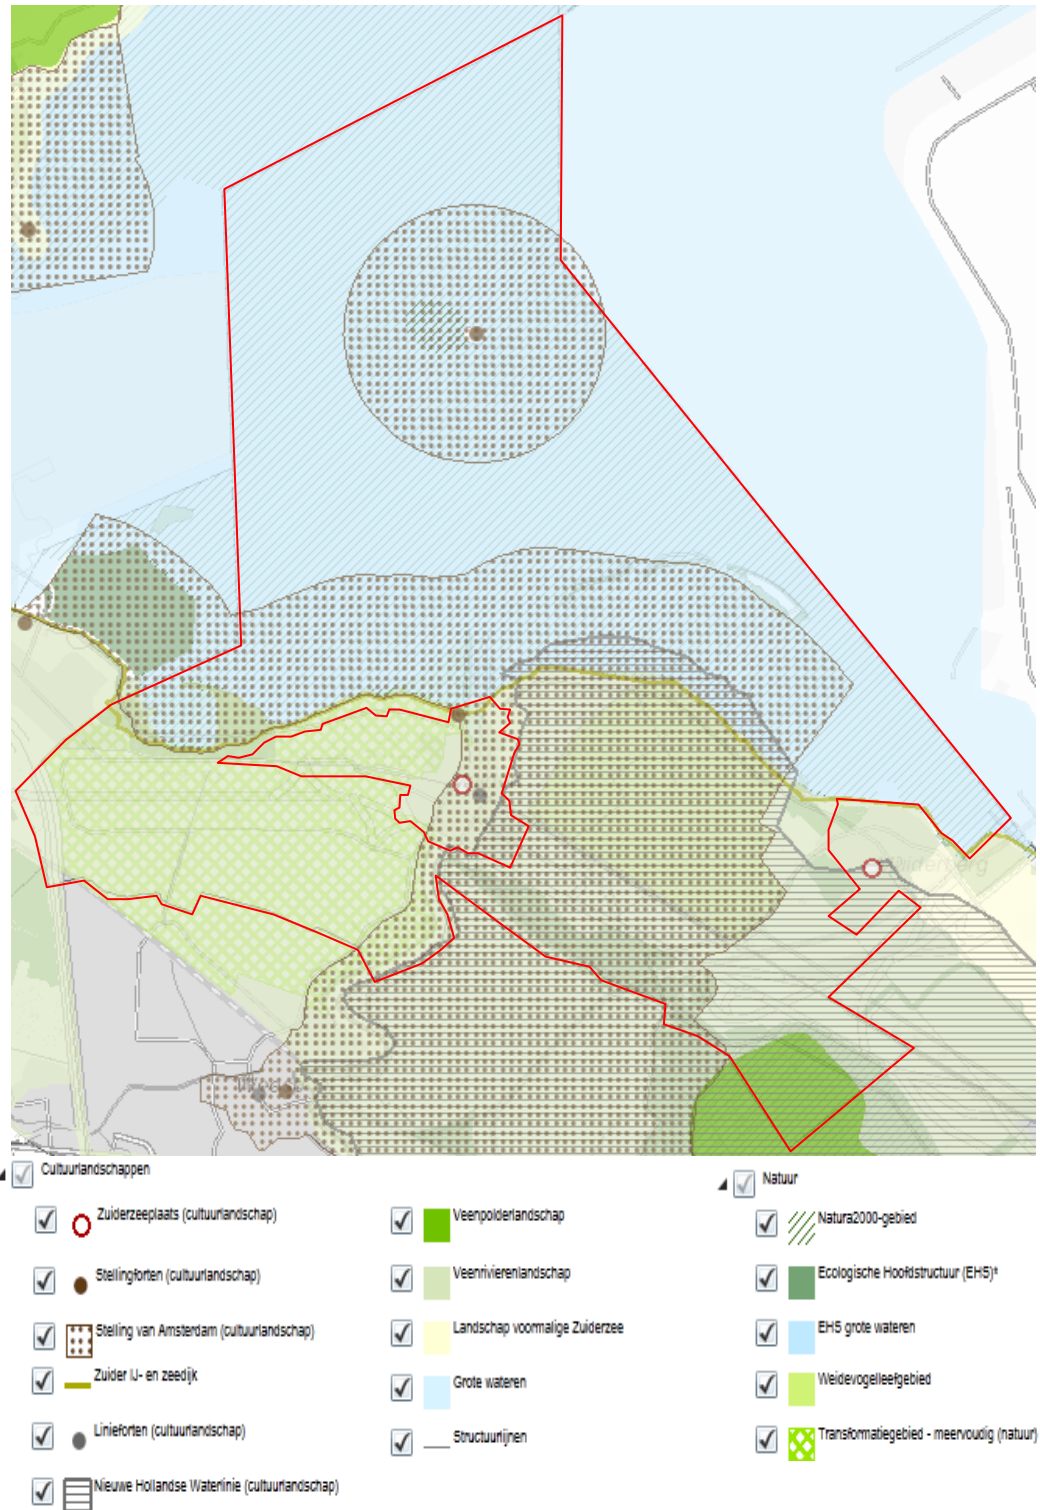 Cultuurlandschappen
Zuiderzeeplaats (cultuurlandschap)
Stellingforten (cultuurlandschap)
Stelling van Amsterdam (cultuurlandschap)
Zuider IJ- en zeedijk
Linieforten (cultuurlandschap)
Nieuwe Hollandse Waterlinie (cultuurlandschap)
Veenpolderlandschap
Veenrivierenlandschap
Landschap voormalige Zuiderzee
Grote wateren
Structuurlijnen
Natuur
Natura2000-gebied
Ecologische Hoofdstructuur (EHS)*
EHS grote wateren
Weidevogelleefgebied
Transformatiegebied - meervoudig (natuur)